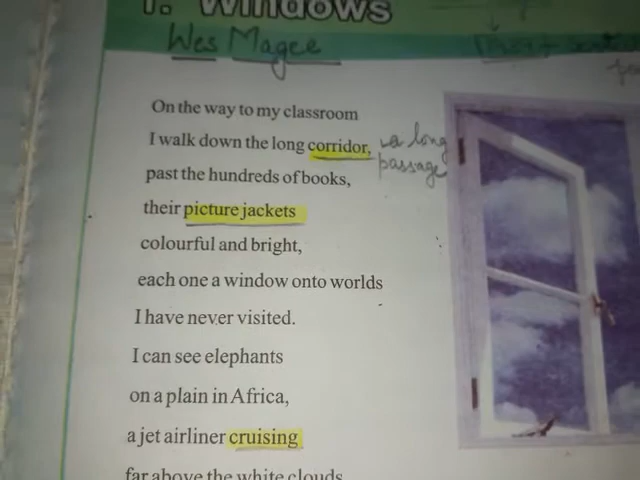 1. Windows
Wes Magee
On the way to my classroom
I walk down the long corridor, → a long
passage
past the hundreds of books,
their picture jackets
colourful and bright,
each one a window onto worlds
I have never visited.
I can see elephants
on a plain in Africa,
a jet airliner cruising
far above the white clouds